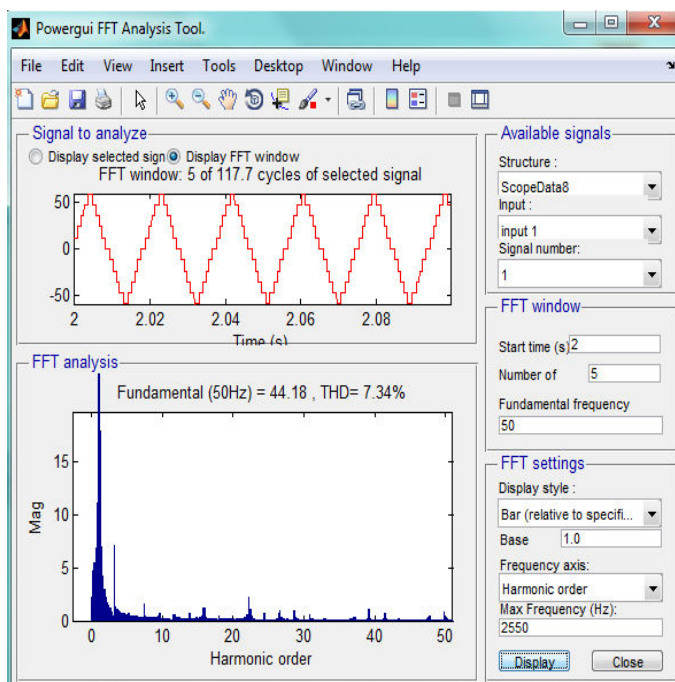 Powergui FFT Analysis Tool.
File Edit View Insert Tools Desktop Window Help
Signal to analyze
Display selected sign Display FFT window
FFT window: 5 of 117.7 cycles of selected signal
50
0
-50
2 2.02 2.04 2.06 2.08
Time (s)
FFT analysis
Fundamental (50Hz) = 44.18 , THD= 7.34%
15
10
5
0
Mag
0 10 20 30 40 50
Harmonic order
Available signals
Structure :
ScopeData8
Input :
input 1
Signal number:
1
FFT window
Start time (s) 2
Number of 5
Fundamental frequency
50
FFT settings
Display style :
Bar (relative to specifi...
Base 1.0
Frequency axis:
Harmonic order
Max Frequency (Hz):
2550
Display Close